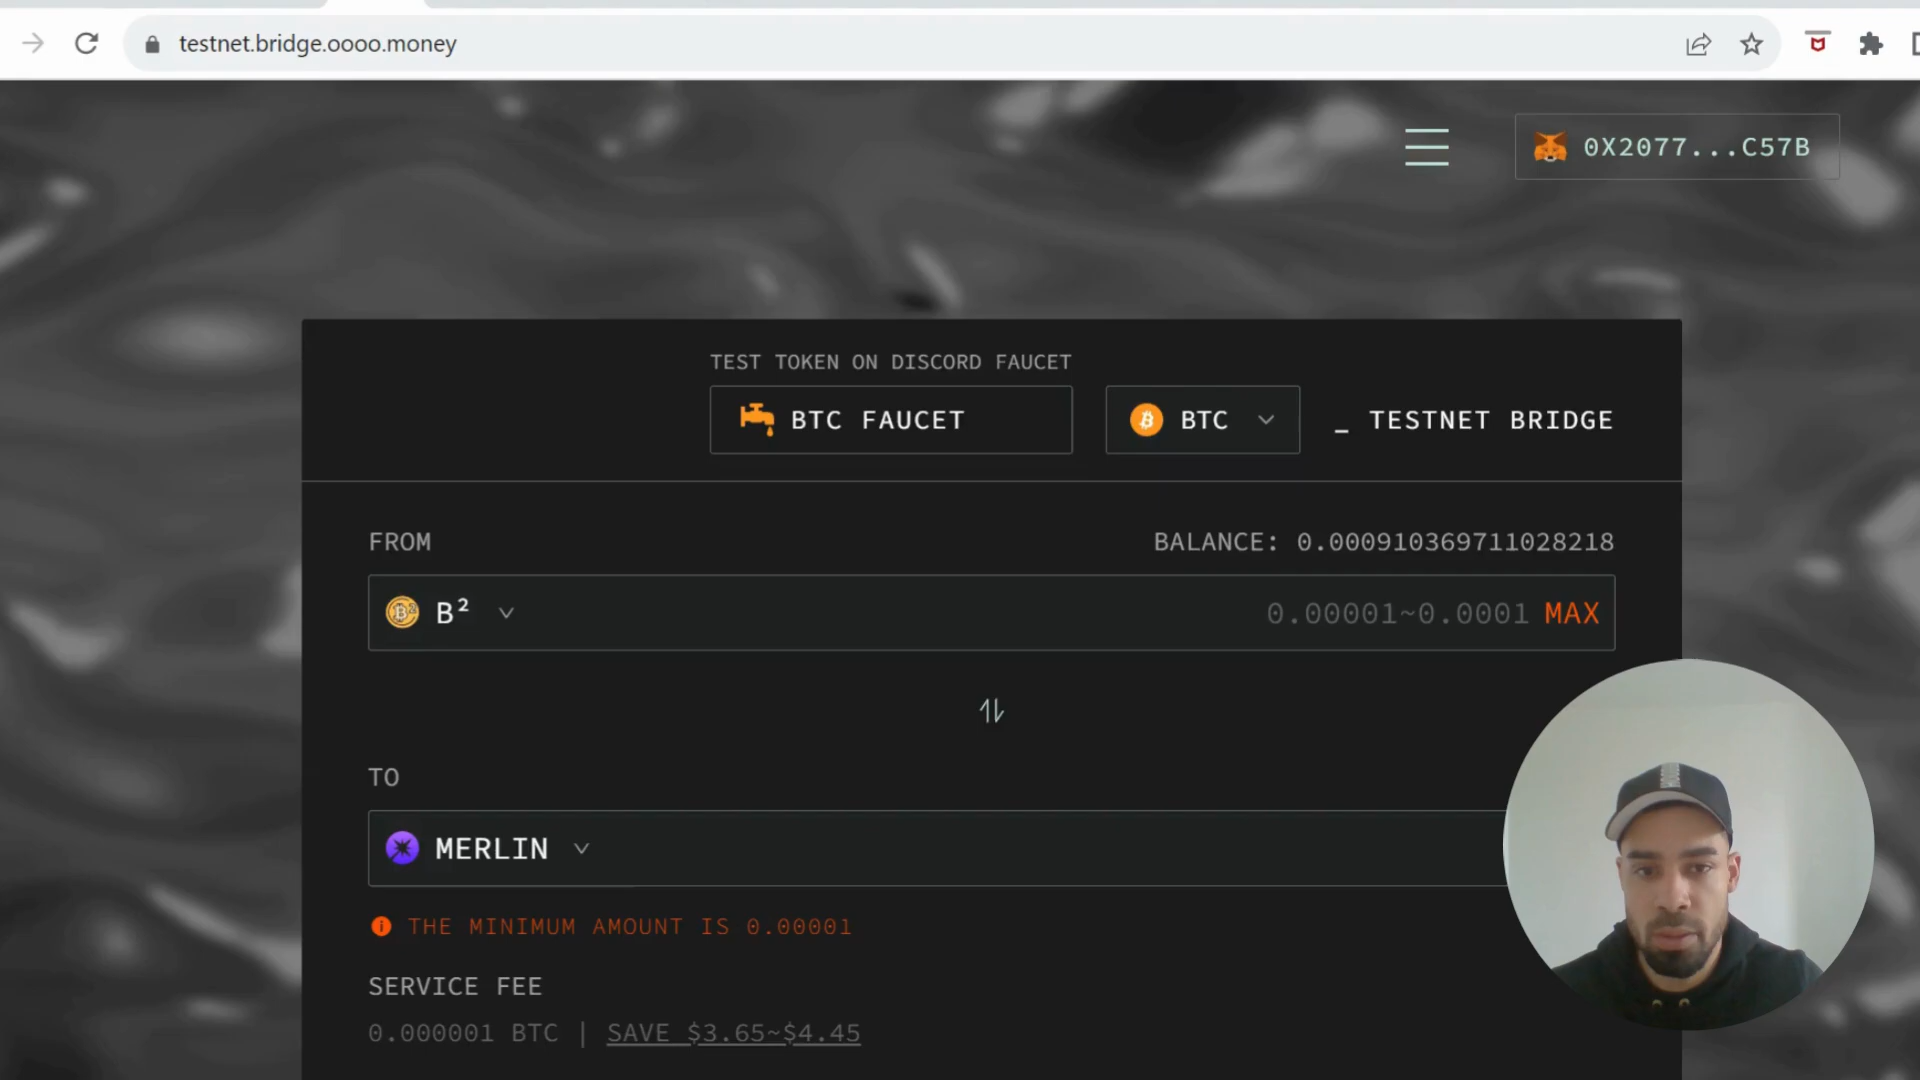 testnet.bridge.oooo.money
0X2077...C57B
TEST TOKEN ON DISCORD FAUCET
BTC FAUCET
BTC
_ TESTNET BRIDGE
FROM
BALANCE: 0.000910369711028218
B²
0.00001~0.0001 MAX
TO
MERLIN
THE MINIMUM AMOUNT IS 0.00001
SERVICE FEE
0.000001 BTC | SAVE $3.65~$4.45